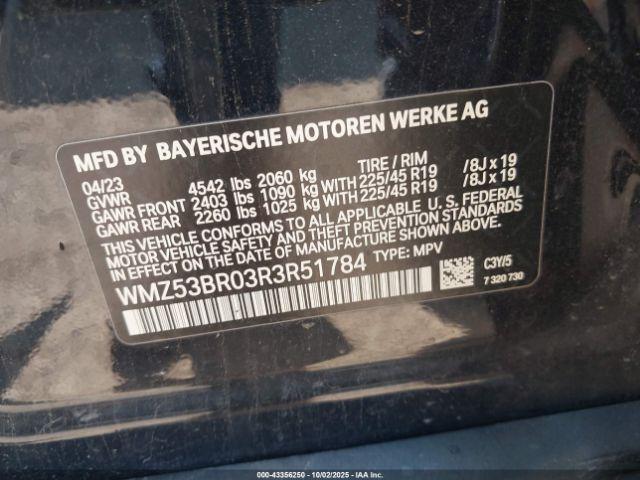 MFD BY BAYERISCHE MOTOREN WERKE AG
04/23 TIRE / RIM
GVWR 4542 lbs 2060 kg
GAWR FRONT 2403 lbs 1090 kg WITH 225/45 R19 /8J x 19
GAWR REAR 2260 lbs 1025 kg WITH 225/45 R19 /8J x 19
THIS VEHICLE CONFORMS TO ALL APPLICABLE U. S. FEDERAL
MOTOR VEHICLE SAFETY, BUMPER, AND THEFT PREVENTION
STANDARDS IN EFFECT ON THE DATE OF MANUFACTURE SHOWN ABOVE.
WMZ53BR03R3R51784 TYPE: MPV
C3Y/5
7 320 730
000-43356250 - 10/02/2025 - IAAI.COM